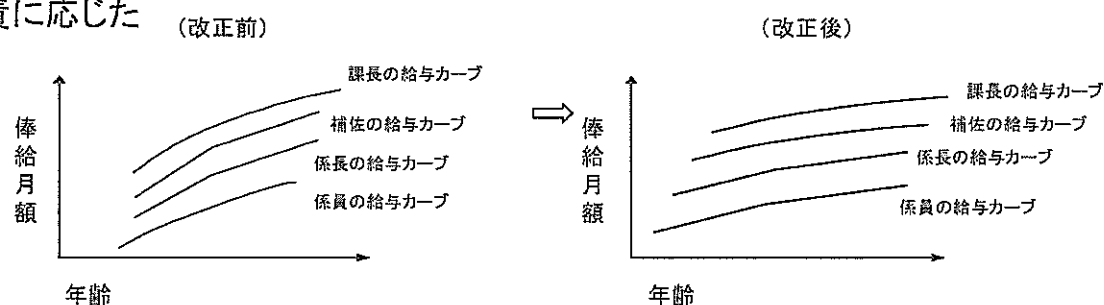 責に応じた
(改正前)
俸給月額
課長の給与カーブ
補佐の給与カーブ
係長の給与カーブ
係員の給与カーブ
年齢
(改正後)
俸給月額
課長の給与カーブ
補佐の給与カーブ
係長の給与カーブ
係員の給与カーブ
年齢